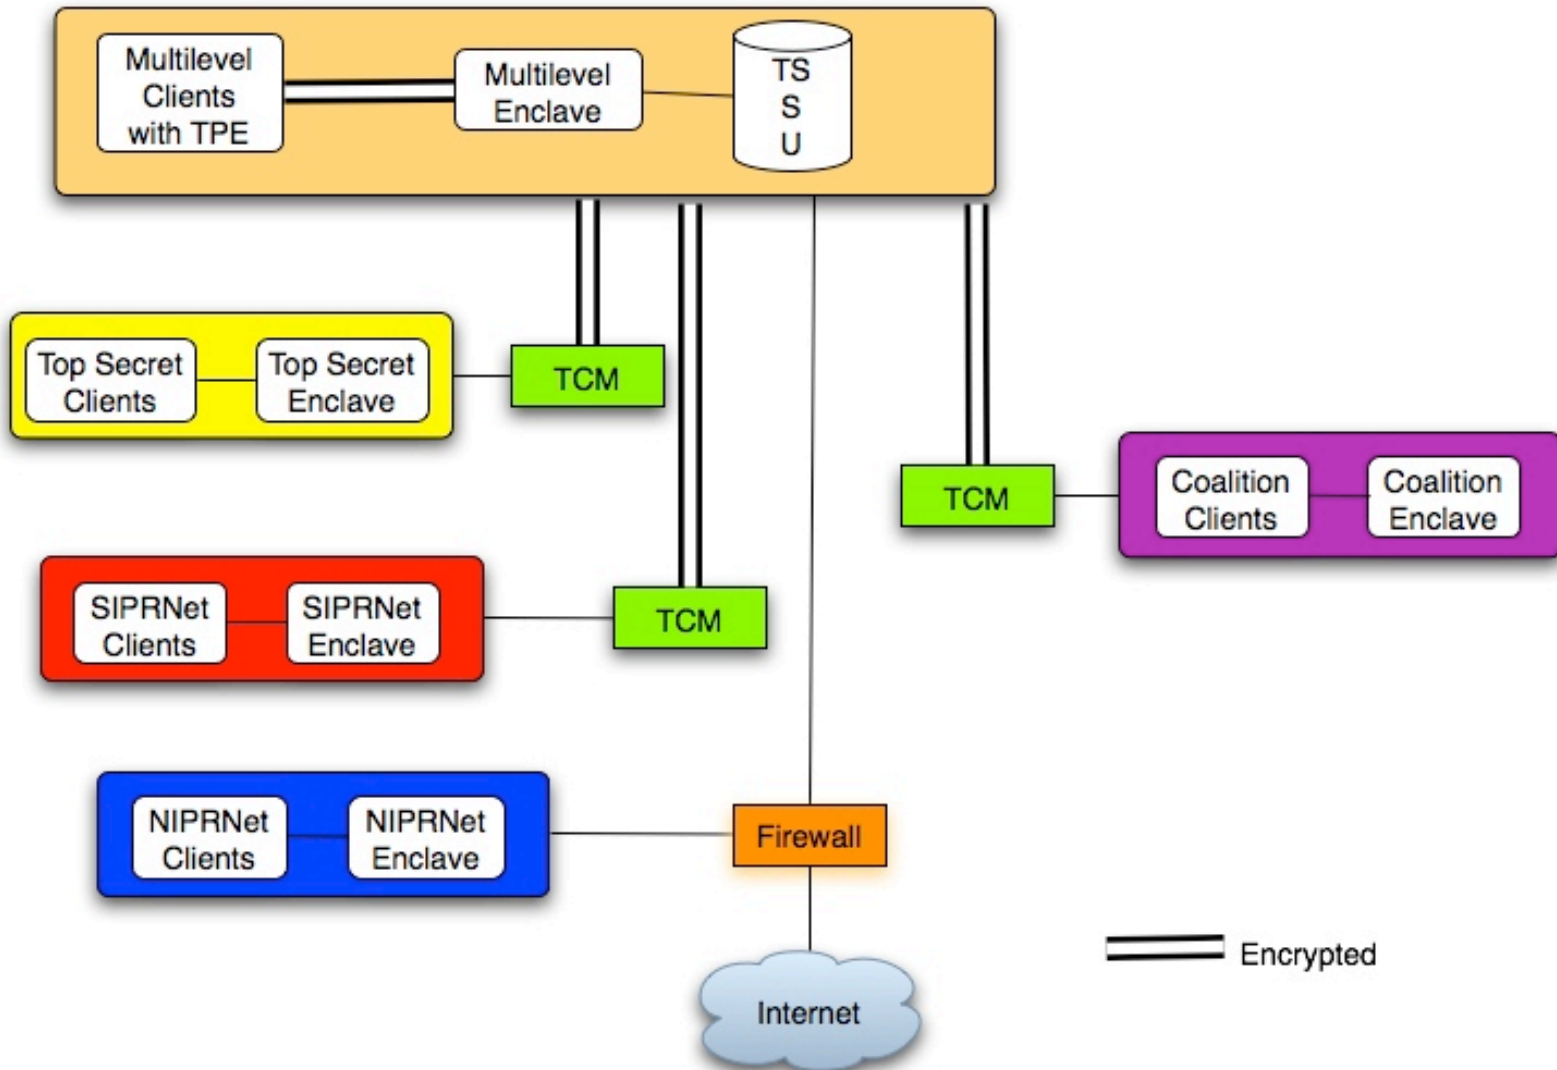 Multilevel
Clients
with TPE
Multilevel
Enclave
TS
S
U
Top Secret
Clients
Top Secret
Enclave
TCM
TCM
Coalition
Clients
Coalition
Enclave
SIPRNet
Clients
SIPRNet
Enclave
TCM
NIPRNet
Clients
NIPRNet
Enclave
Firewall
Encrypted
Internet